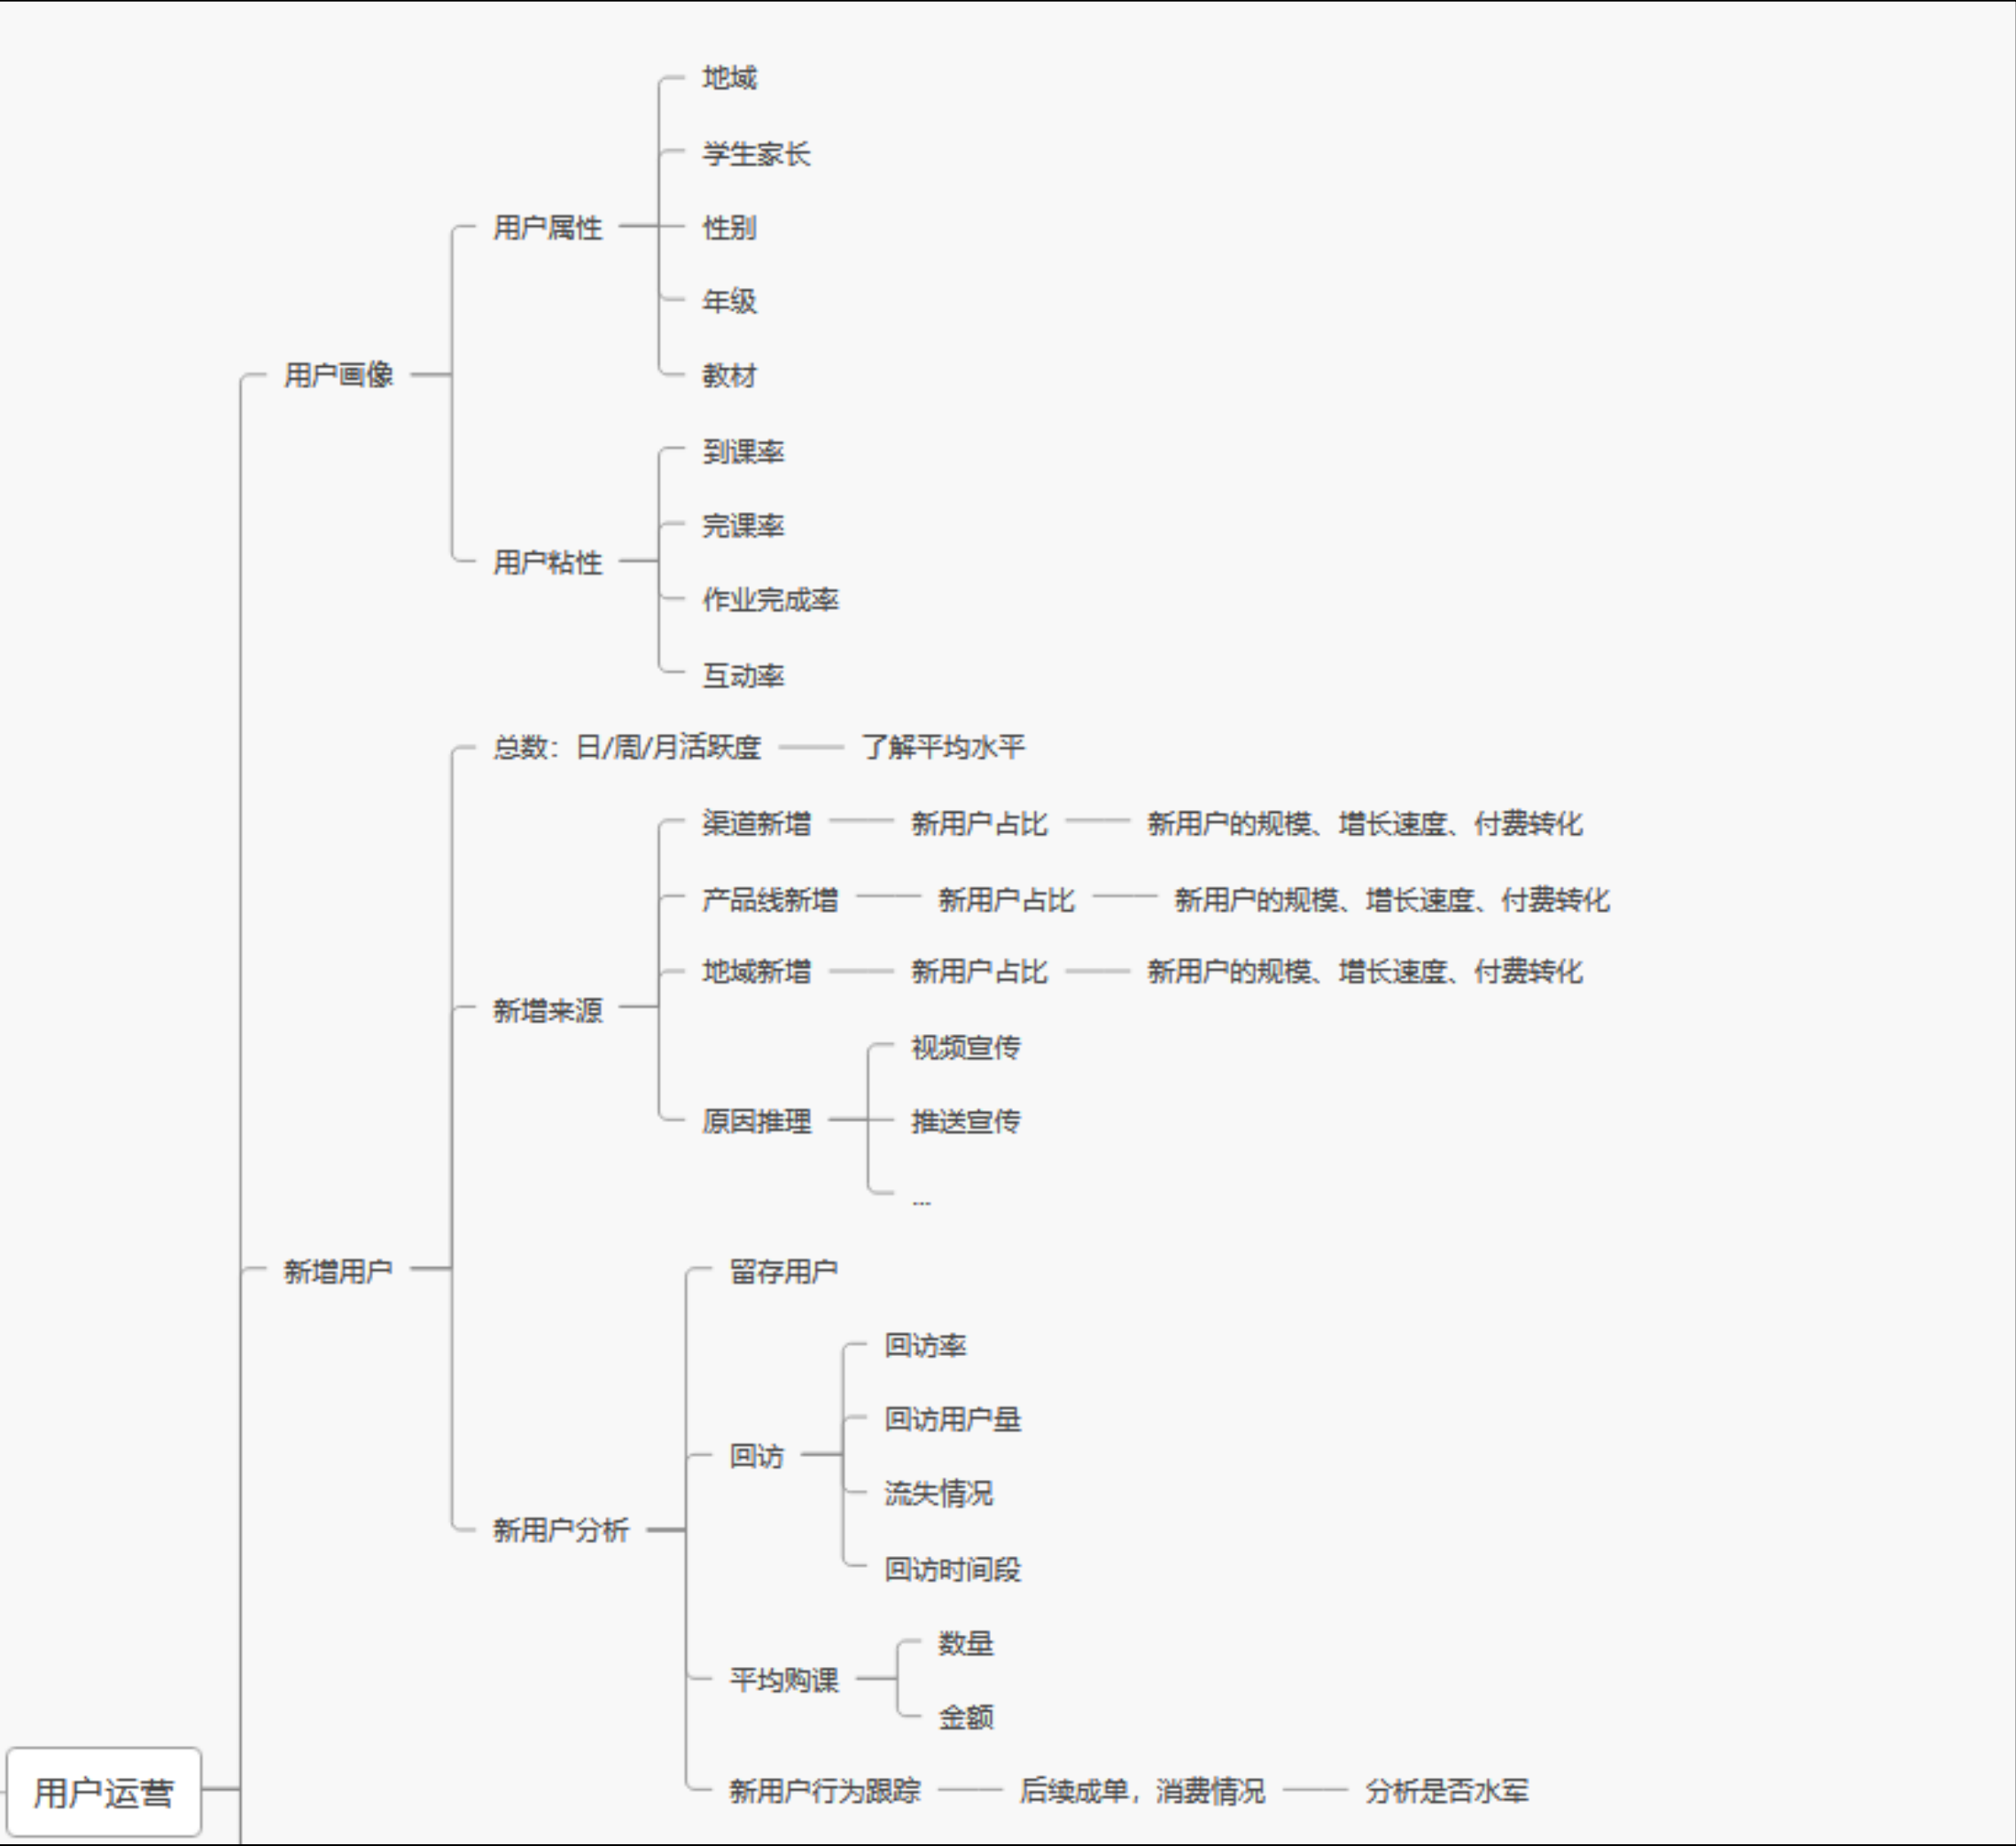 地域
学生家长
用户属性
性别
年级
用户画像
教材
到课率
完课率
用户粘性
作业完成率
互动率
总数：日/周/月活跃度 了解平均水平
渠道新增 新用户占比 新用户的规模、增长速度、付费转化
产品线新增 新用户占比 新用户的规模、增长速度、付费转化
地域新增 新用户占比 新用户的规模、增长速度、付费转化
新增来源
视频宣传
原因推理
推送宣传
...
新增用户
留存用户
回访率
回访用户量
回访
流失情况
新用户分析
回访时间段
数量
平均购课
金额
用户运营
新用户行为跟踪 后续成单，消费情况 分析是否水军